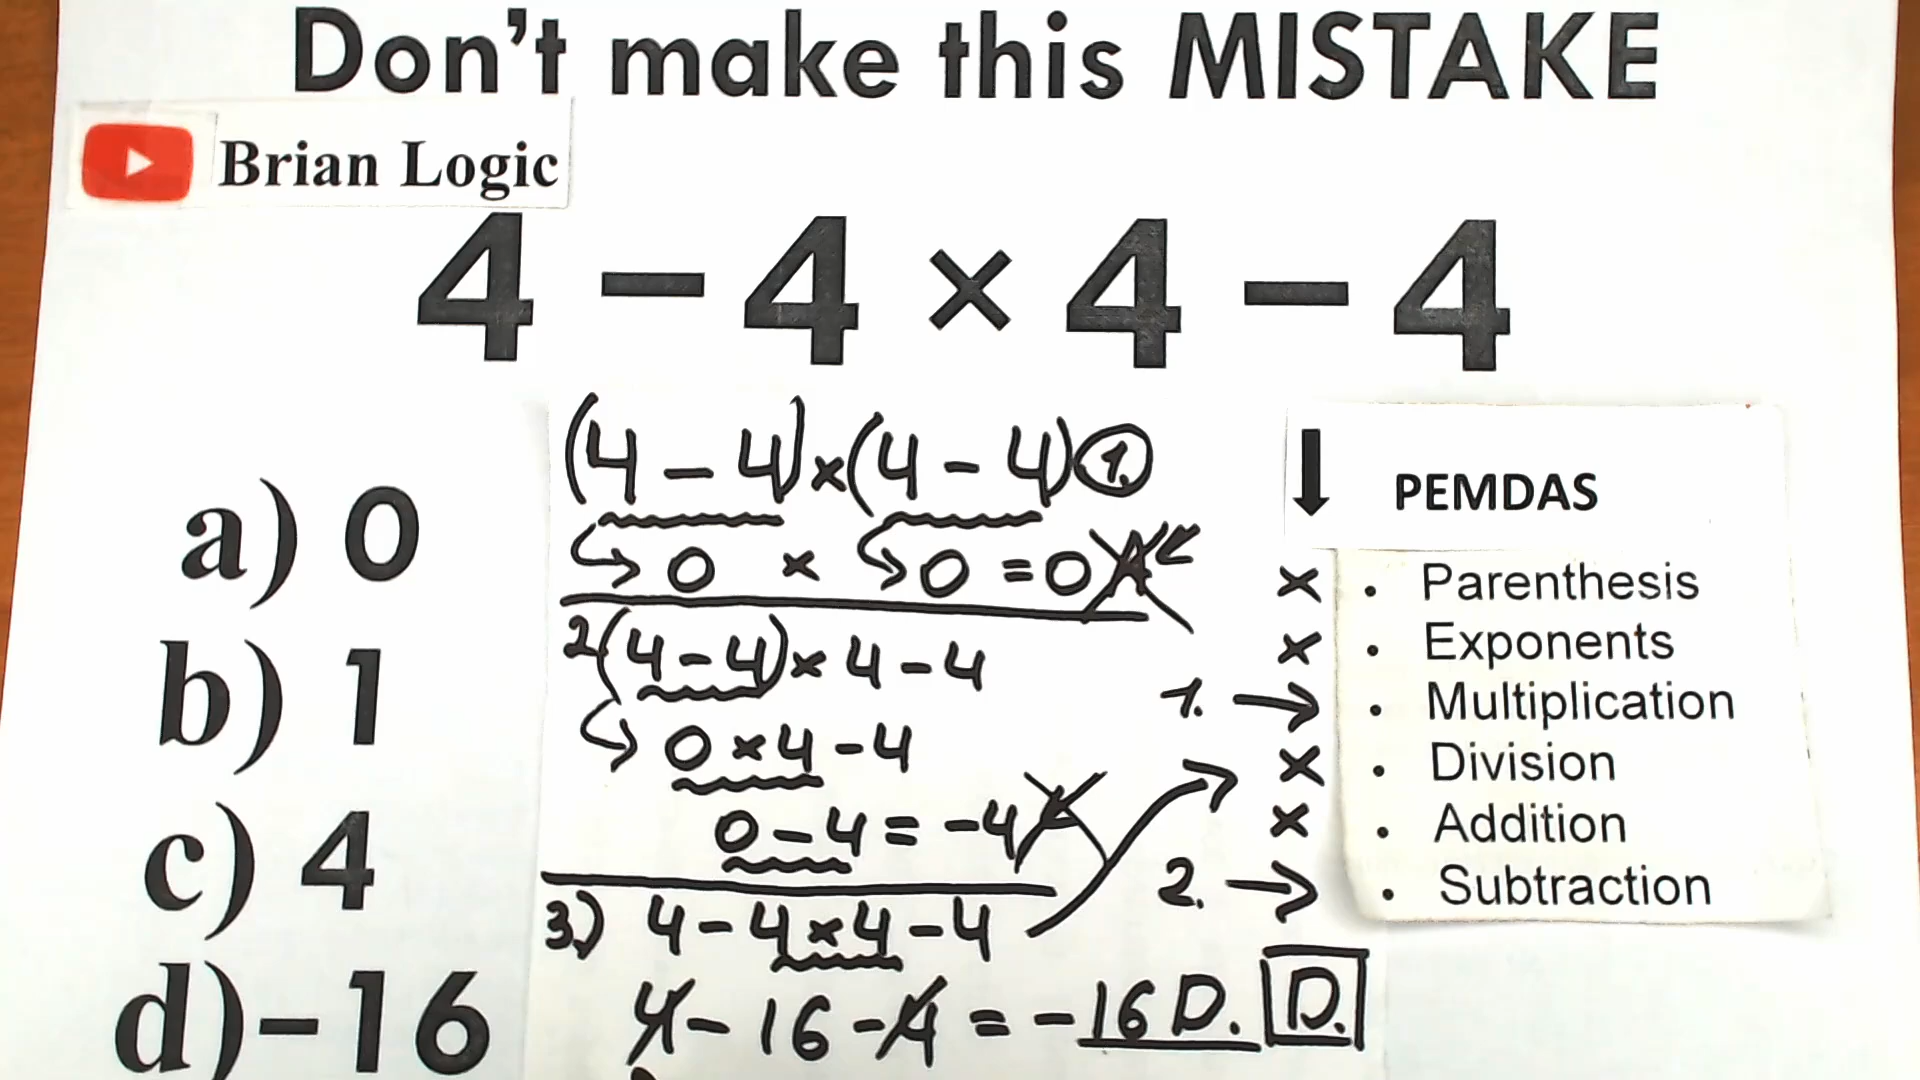 Don't make this MISTAKE
Brian Logic
4 − 4 × 4 − 4
a) 0
b) 1
c) 4
d) −16
(4 − 4) × (4 − 4) 1.
0 × 0 = 0 A
2 (4 − 4) × 4 − 4
0 × 4 − 4
0 − 4 = −4
3.) 4 − 4 × 4 − 4
4 − 16 − 4 = −16 D. D.
PEMDAS
× • Parenthesis
× • Exponents
1. → • Multiplication
× • Division
× • Addition
2. → • Subtraction